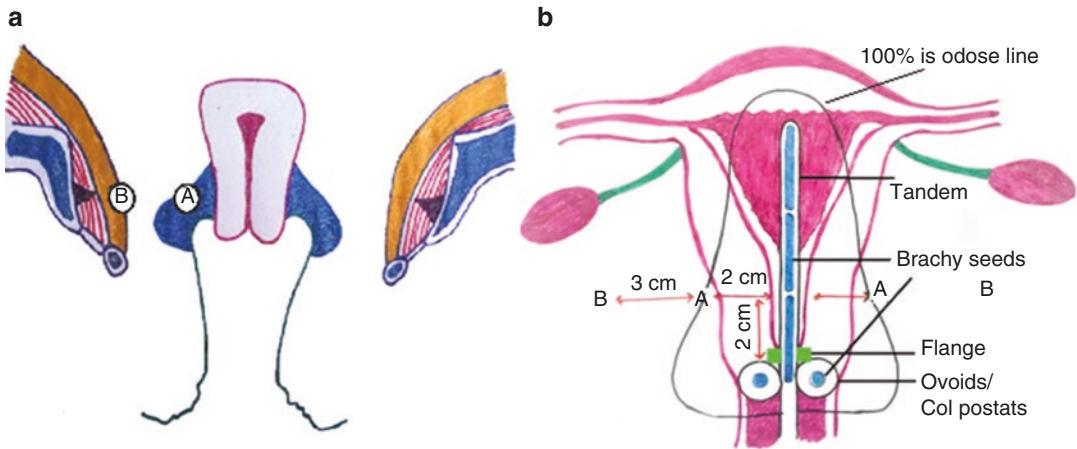 a
B
A
b
100% is odose line
Tandem
Brachy seeds
B
3 cm
A
2 cm
A
B
2 cm
Flange
Ovoids/
Col postats